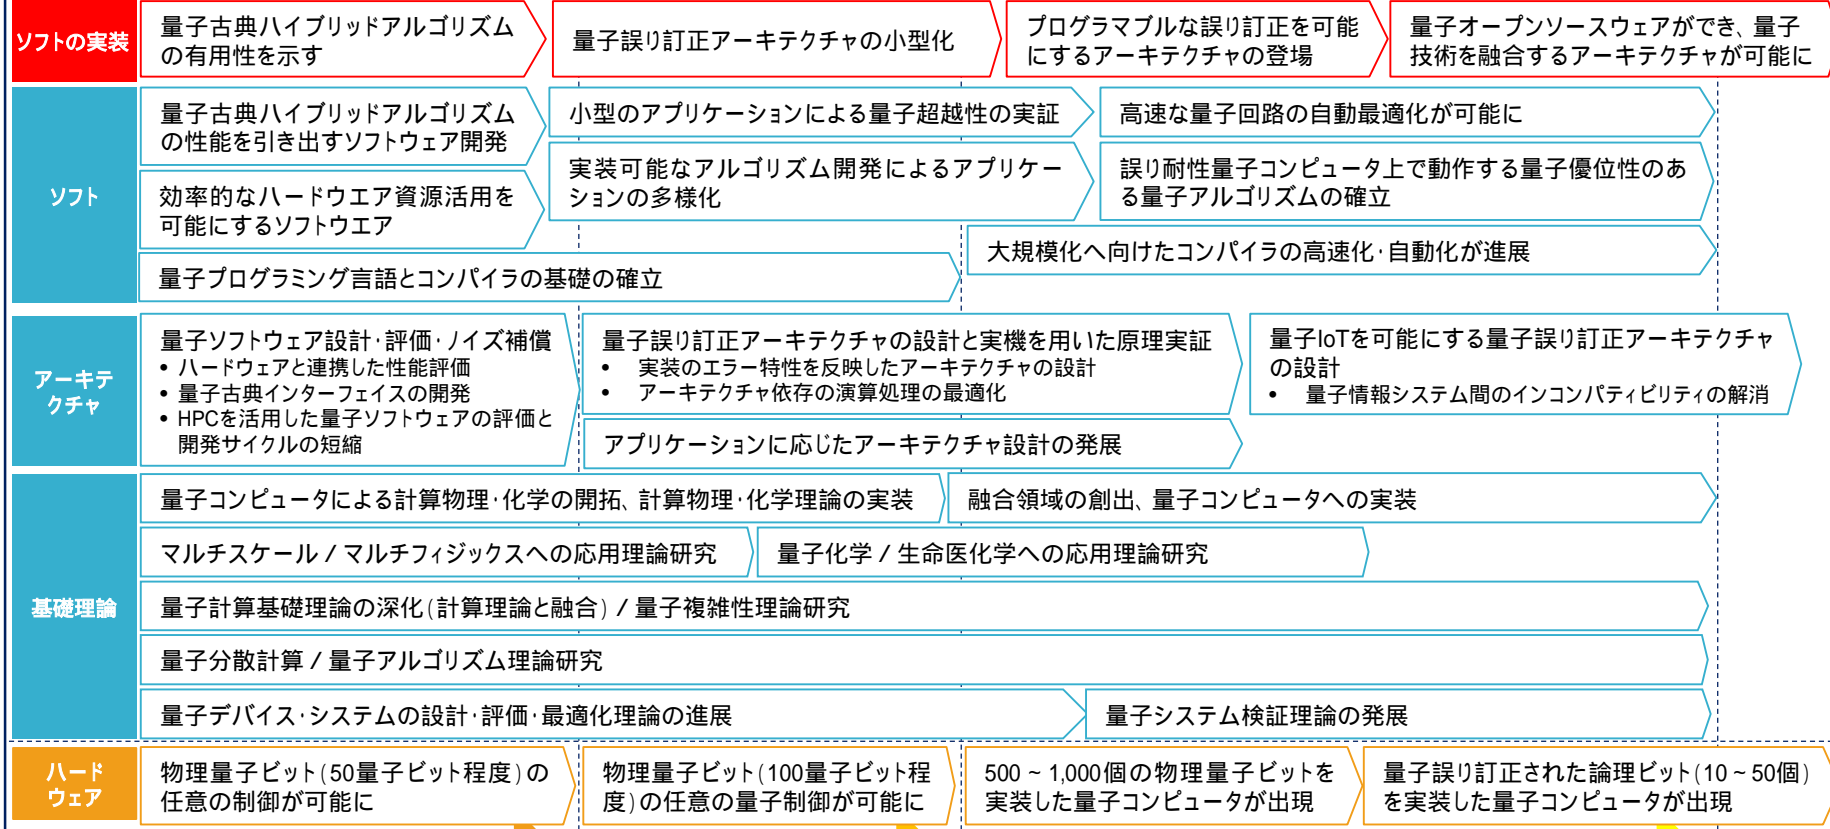 ソフトの実装
量子古典ハイブリッドアルゴリズム
の有用性を示す
量子誤り訂正アーキテクチャの小型化
プログラマブルな誤り訂正を可能
にするアーキテクチャの登場
量子オープンソースウェアができ、量子
技術を融合するアーキテクチャが可能に
ソフト
量子古典ハイブリッドアルゴリズム
の性能を引き出すソフトウェア開発
小型のアプリケーションによる量子超越性の実証
高速な量子回路の自動最適化が可能に
効率的なハードウエア資源活用を
可能にするソフトウエア
実装可能なアルゴリズム開発によるアプリケー
ションの多様化
誤り耐性量子コンピュータ上で動作する量子優位性のあ
る量子アルゴリズムの確立
量子プログラミング言語とコンパイラの基礎の確立
大規模化へ向けたコンパイラの高速化・自動化が進展
アーキテ
クチャ
量子ソフトウェア設計・評価・ノイズ補償
• ハードウェアと連携した性能評価
• 量子古典インターフェイスの開発
• HPCを活用した量子ソフトウェアの評価と
開発サイクルの短縮
量子誤り訂正アーキテクチャの設計と実機を用いた原理実証
• 実装のエラー特性を反映したアーキテクチャの設計
• アーキテクチャ依存の演算処理の最適化
アプリケーションに応じたアーキテクチャ設計の発展
量子IoTを可能にする量子誤り訂正アーキテクチャ
の設計
• 量子情報システム間のインコンパティビリティの解消
基礎理論
量子コンピュータによる計算物理・化学の開拓、計算物理・化学理論の実装
融合領域の創出、量子コンピュータへの実装
マルチスケール / マルチフィジックスへの応用理論研究
量子化学 / 生命医化学への応用理論研究
量子計算基礎理論の深化(計算理論と融合) / 量子複雑性理論研究
量子分散計算 / 量子アルゴリズム理論研究
量子デバイス・システムの設計・評価・最適化理論の進展
量子システム検証理論の発展
ハード
ウェア
物理量子ビット(50量子ビット程度)の
任意の制御が可能に
物理量子ビット(100量子ビット程
度)の任意の量子制御が可能に
500 ~ 1,000個の物理量子ビットを
実装した量子コンピュータが出現
量子誤り訂正された論理ビット(10 ~ 50個)
を実装した量子コンピュータが出現